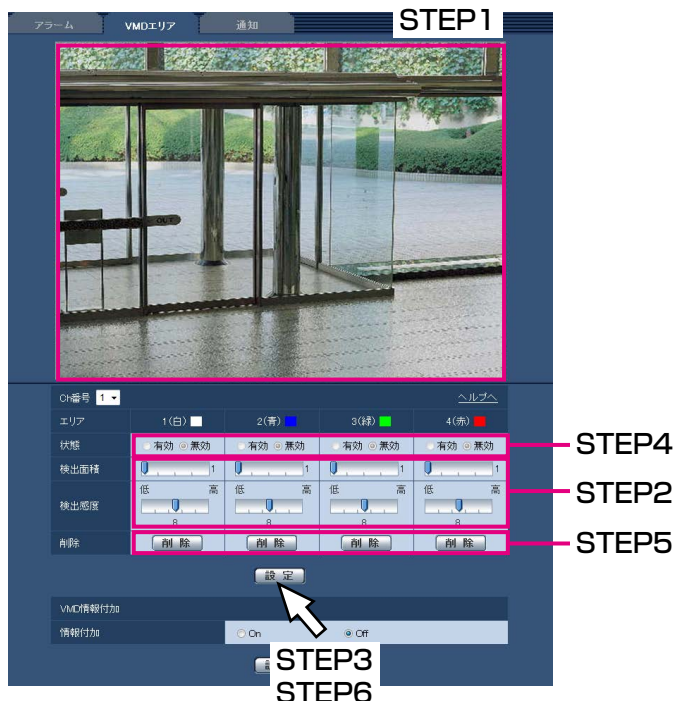 アラーム VMDエリア 通知 STEP1
OUT
Ch番号 1 ヘルプへ
エリア 1(白) 2(青) 3(緑) 4(赤)
状態 有効 無効 有効 無効 有効 無効 有効 無効 STEP4
検出面積 1 1 1 1
STEP2
低 高 低 高 低 高 低 高
検出感度
8 8 8 8
削除 削除 削除 削除 削除 STEP5
設定
VMD情報付加
情報付加 On Off
STEP3
STEP6